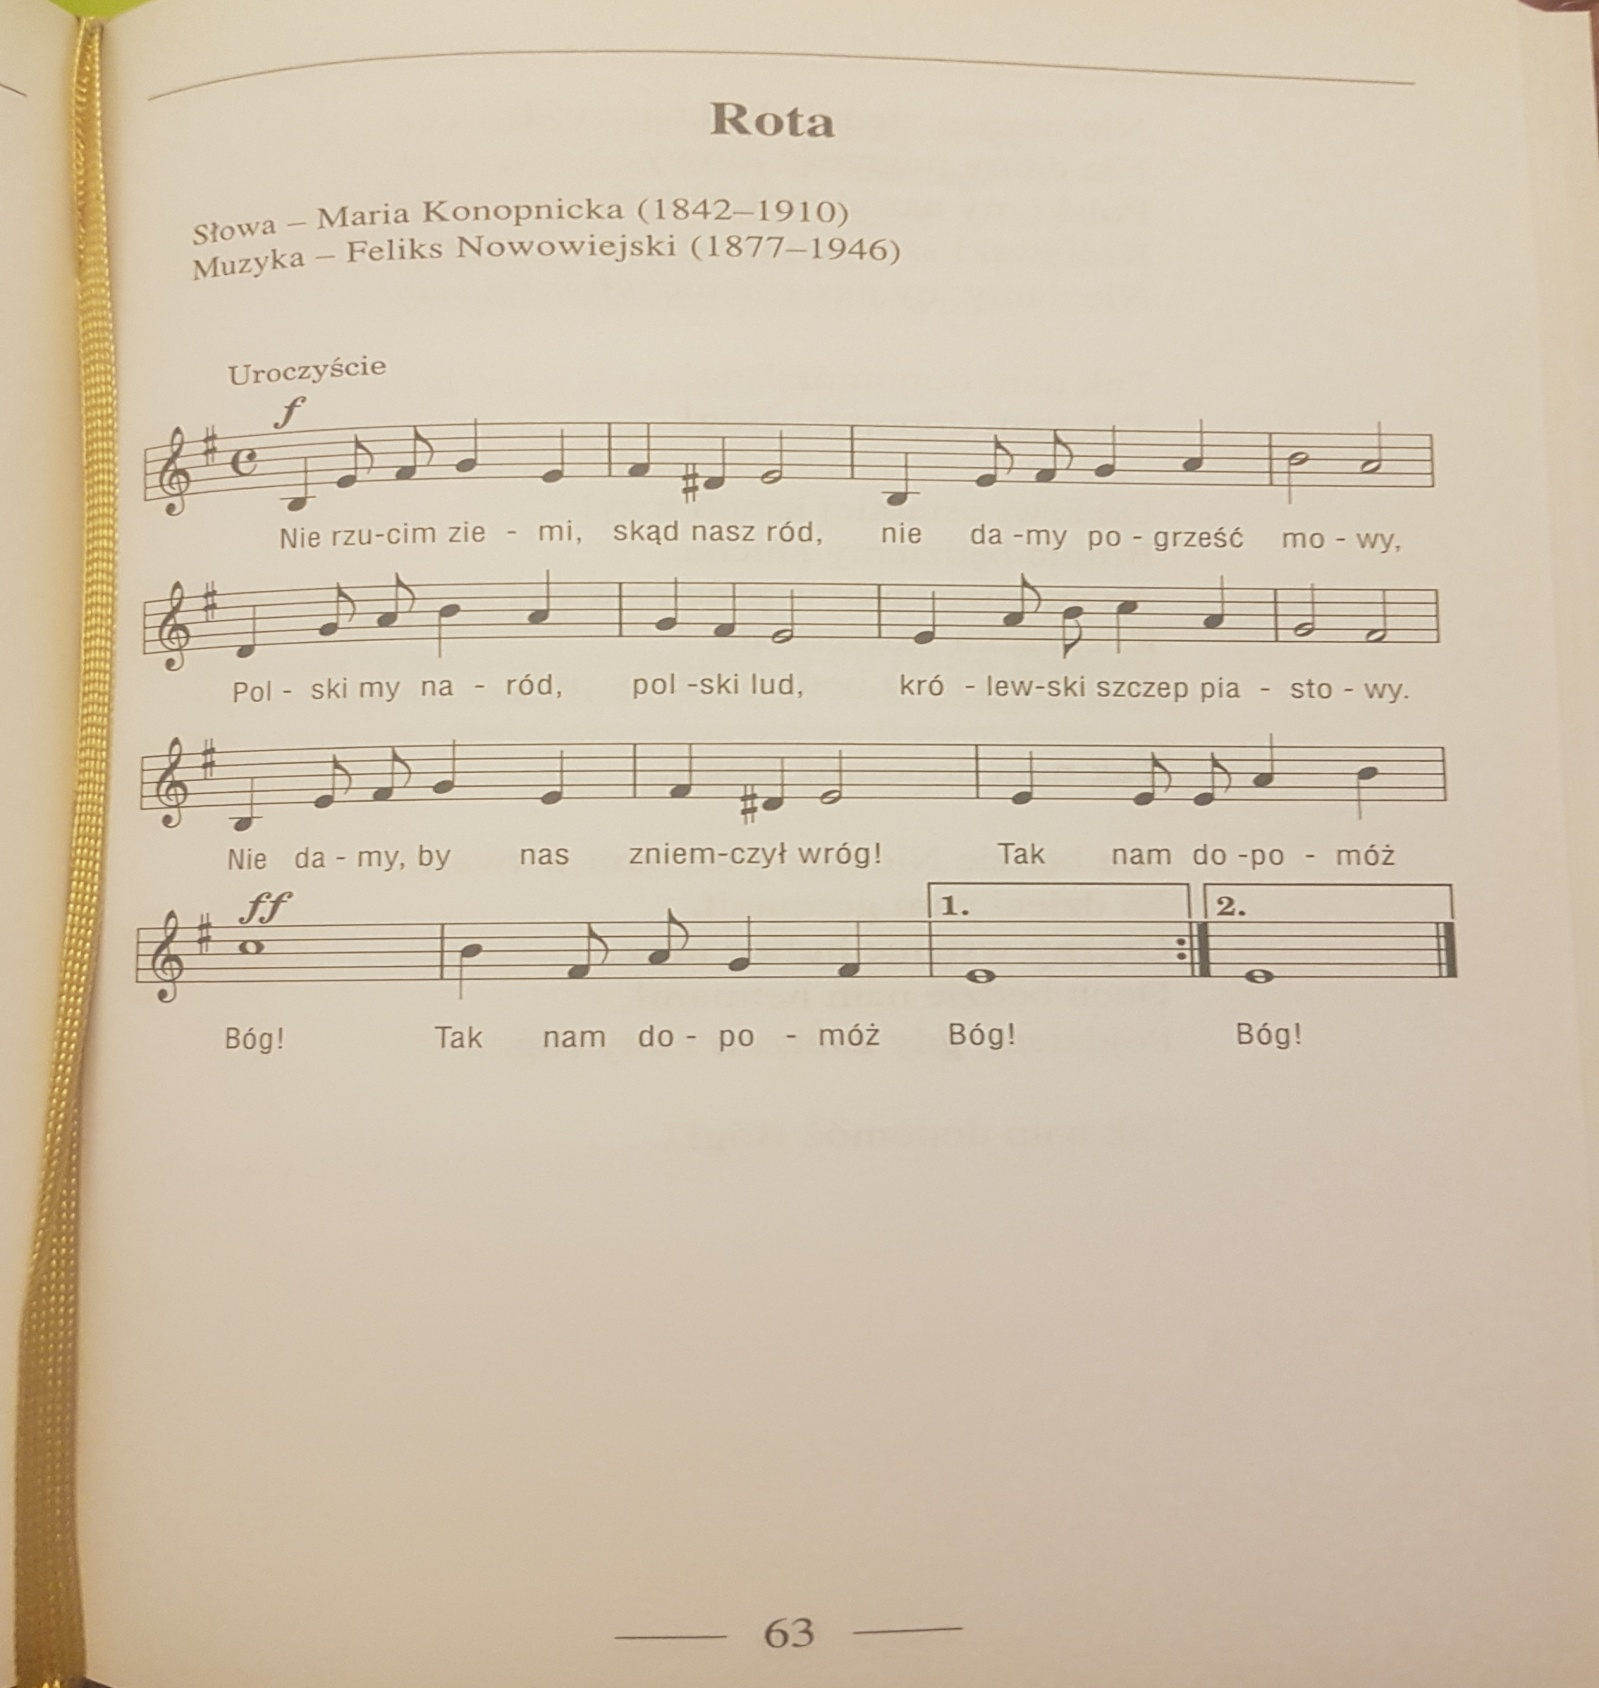 Rota
Słowa – Maria Konopnicka (1842–1910)
Muzyka – Feliks Nowowiejski (1877–1946)
Uroczyście
f
Nie rzu-cim zie - mi, skąd nasz ród, nie da -my po - grześć mo - wy,
Pol - ski my na - ród, pol -ski lud, kró - lew-ski szczep pia - sto - wy.
Nie da - my, by nas zniem-czył wróg! Tak nam do -po - móż
ff 1. 2.
Bóg! Tak nam do - po - móż Bóg! Bóg!
63